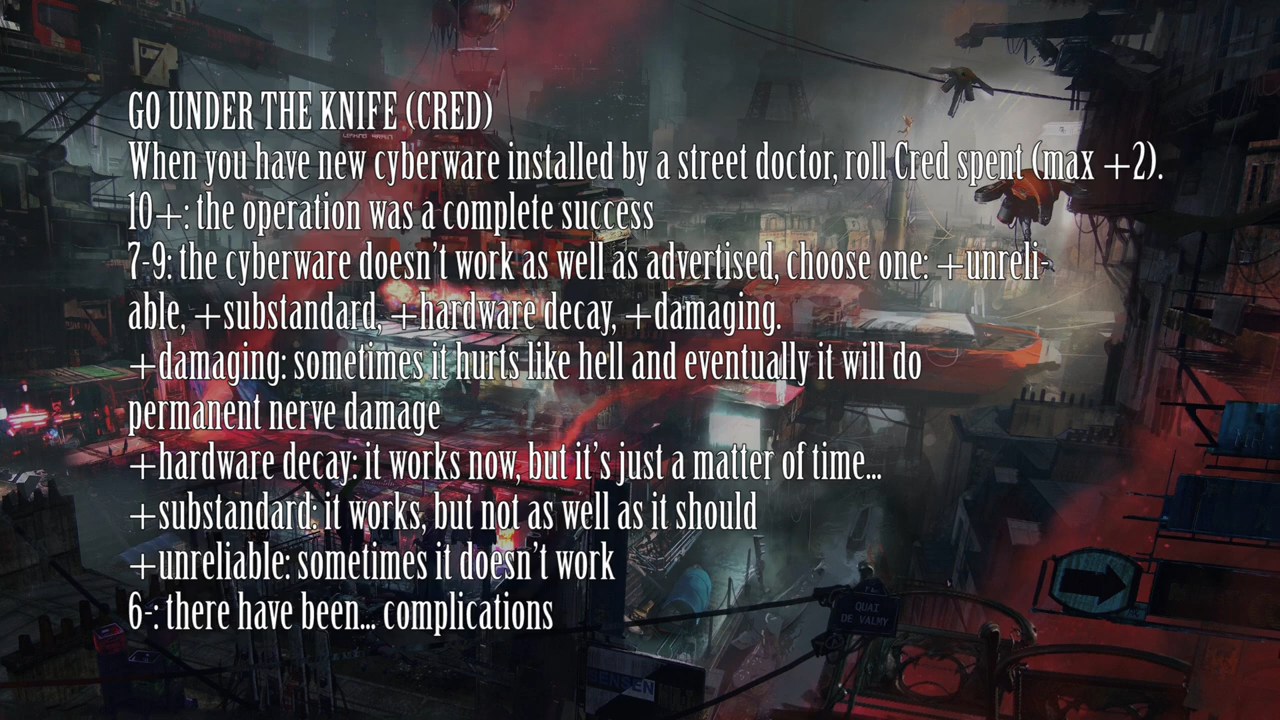 GO UNDER THE KNIFE (CRED)
When you have new cyberware installed by a street doctor, roll Cred spent (max +2).
10+: the operation was a complete success
7-9: the cyberware doesn't work as well as advertised, choose one: +unreli-
able, +substandard, +hardware decay, +damaging.
+damaging: sometimes it hurts like hell and eventually it will do
permanent nerve damage
+hardware decay: it works now, but it's just a matter of time...
+substandard: it works, but not as well as it should
+unreliable: sometimes it doesn't work
6-: there have been... complications
QUAI
DE VALMY